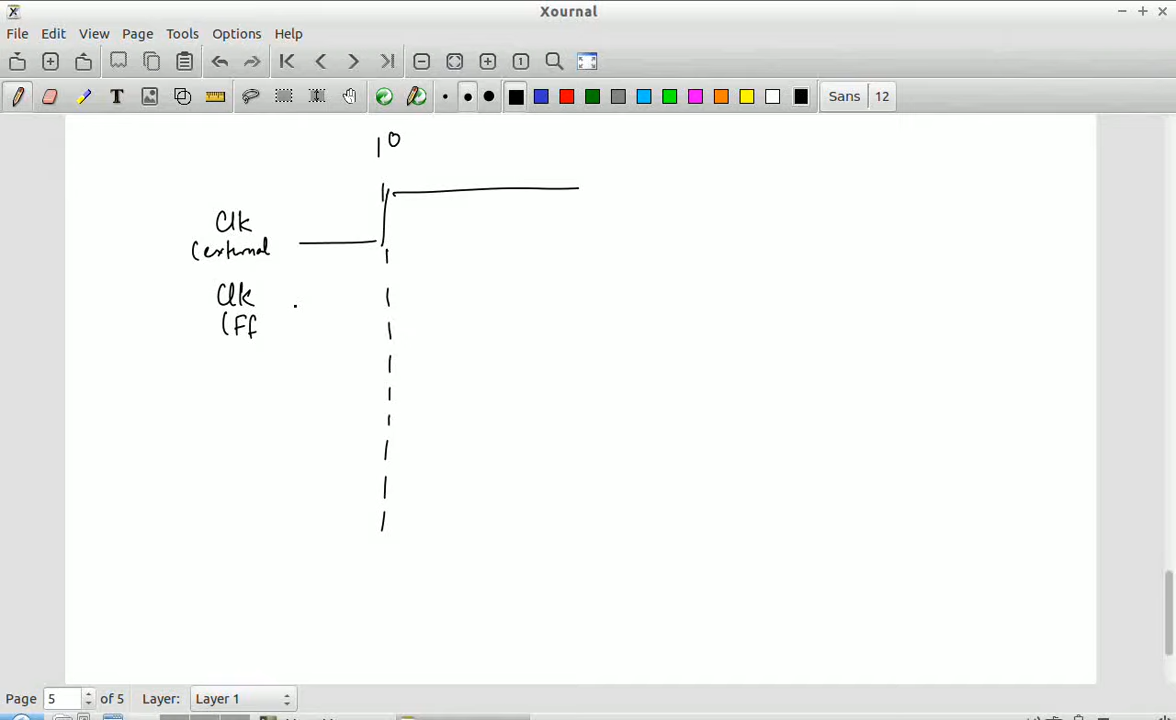 Xournal
File Edit View Page Tools Options Help
Sans 12
10
Clk
(external
Clk
(Ff
Page 5 of 5 Layer: Layer 1